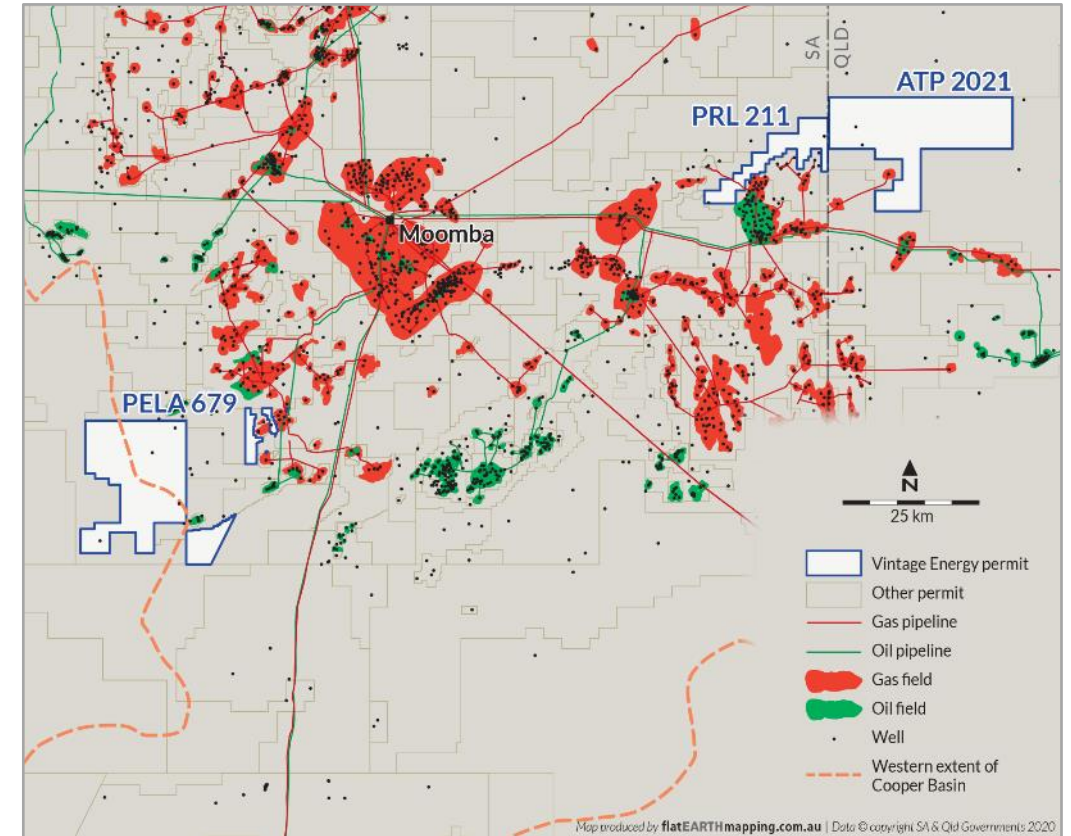 SA
QLD
ATP 2021
PRL 211
Moomba
PELA 679
N
25 km
Vintage Energy permit
Other permit
Gas pipeline
Oil pipeline
Gas field
Oil field
Well
Western extent of
Cooper Basin
Map produced by flatEARTHmapping.com.au | Data © copyright SA & Qld Governments 2020